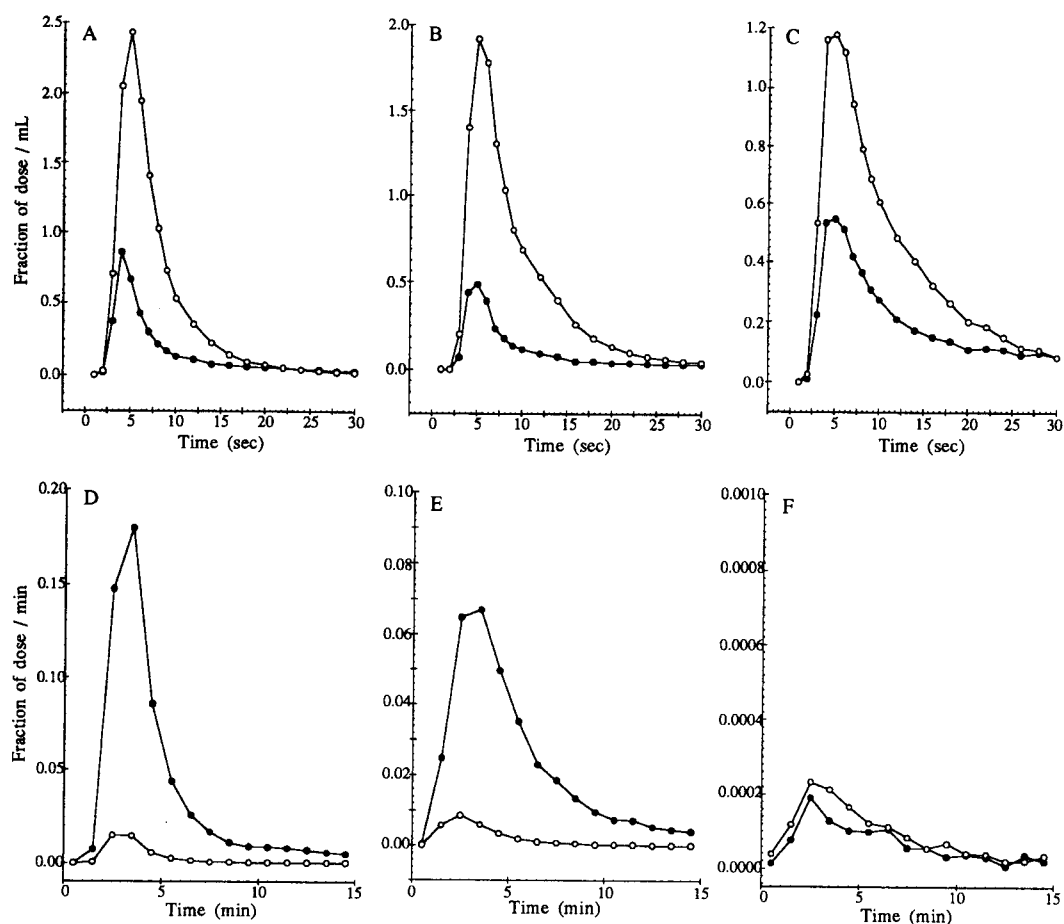 A
B
C
Fraction of dose / mL
2.5
2.0
1.5
1.0
0.5
0.0
2.0
1.5
1.0
0.5
0.0
1.2
1.0
0.8
0.6
0.4
0.2
0.0
0 5 10 15 20 25 30
0 5 10 15 20 25 30
0 5 10 15 20 25 30
Time (sec)
Time (sec)
Time (sec)
D
E
F
Fraction of dose / min
0.20
0.15
0.10
0.05
0.00
0.10
0.08
0.06
0.04
0.02
0.00
0.0010
0.0008
0.0006
0.0004
0.0002
0.0000
0 5 10 15
0 5 10 15
0 5 10 15
Time (min)
Time (min)
Time (min)